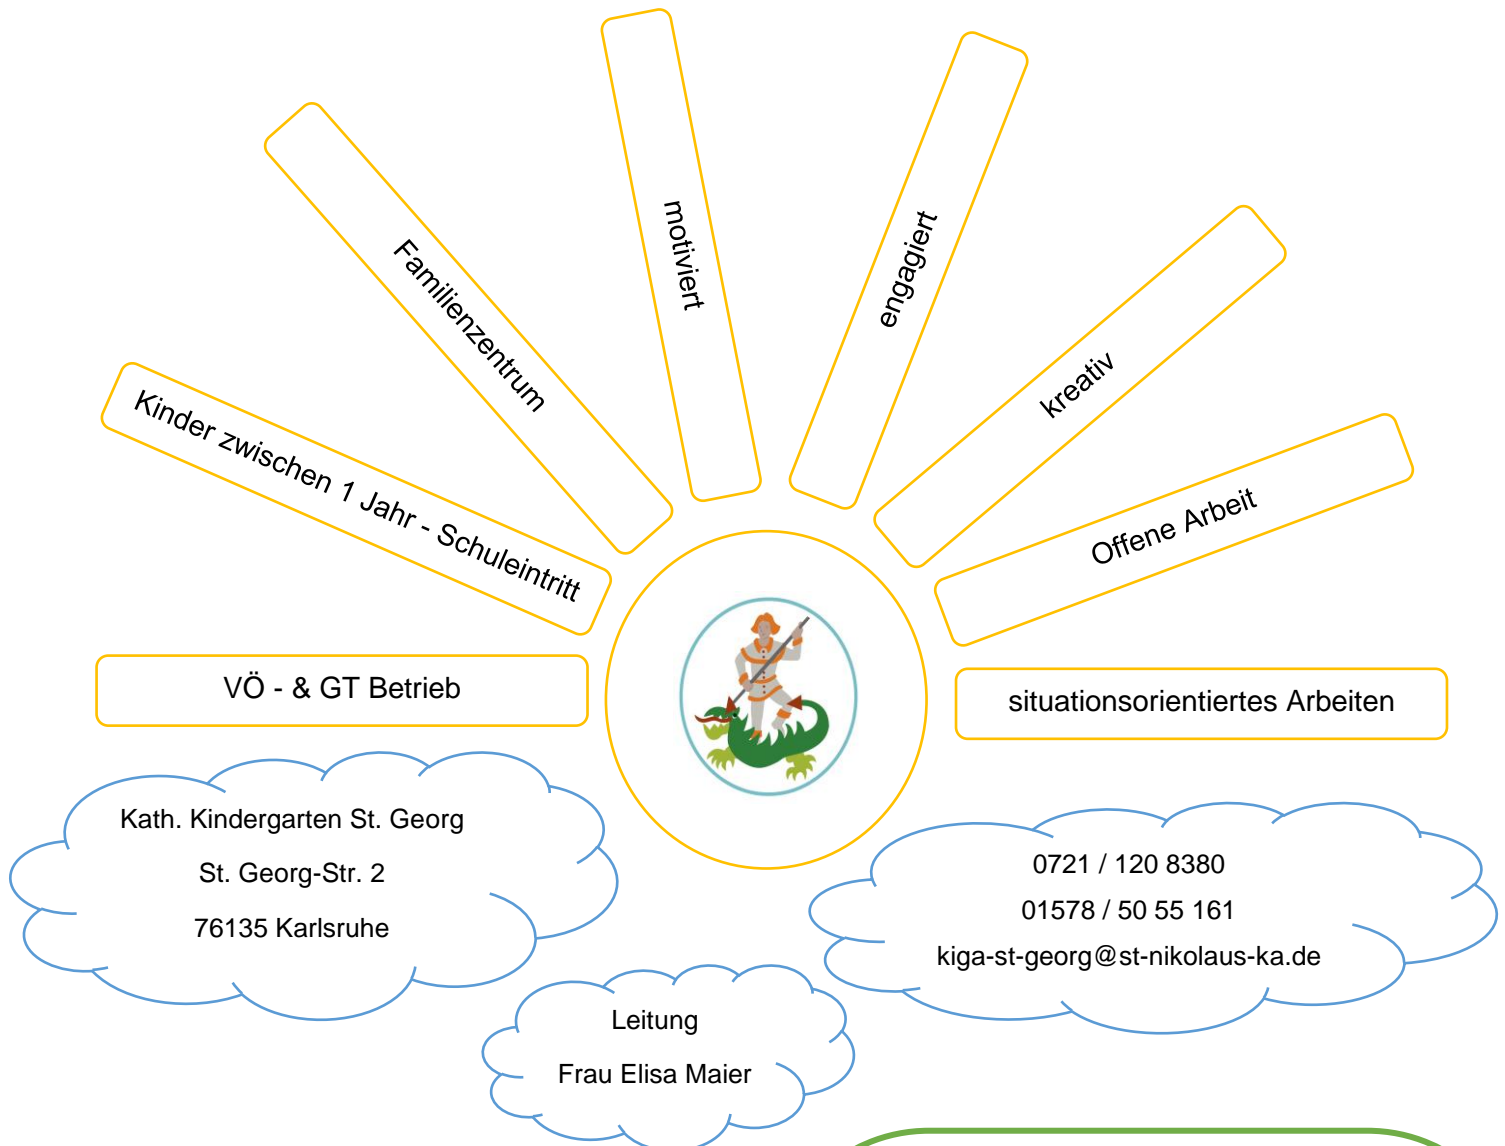 motiviert
engagiert
Familienzentrum
kreativ
Kinder zwischen 1 Jahr - Schuleintritt
Offene Arbeit
VÖ - & GT Betrieb
situationsorientiertes Arbeiten
Kath. Kindergarten St. Georg
St. Georg-Str. 2
76135 Karlsruhe
0721 / 120 8380
01578 / 50 55 161
kiga-st-georg@st-nikolaus-ka.de
Leitung
Frau Elisa Maier